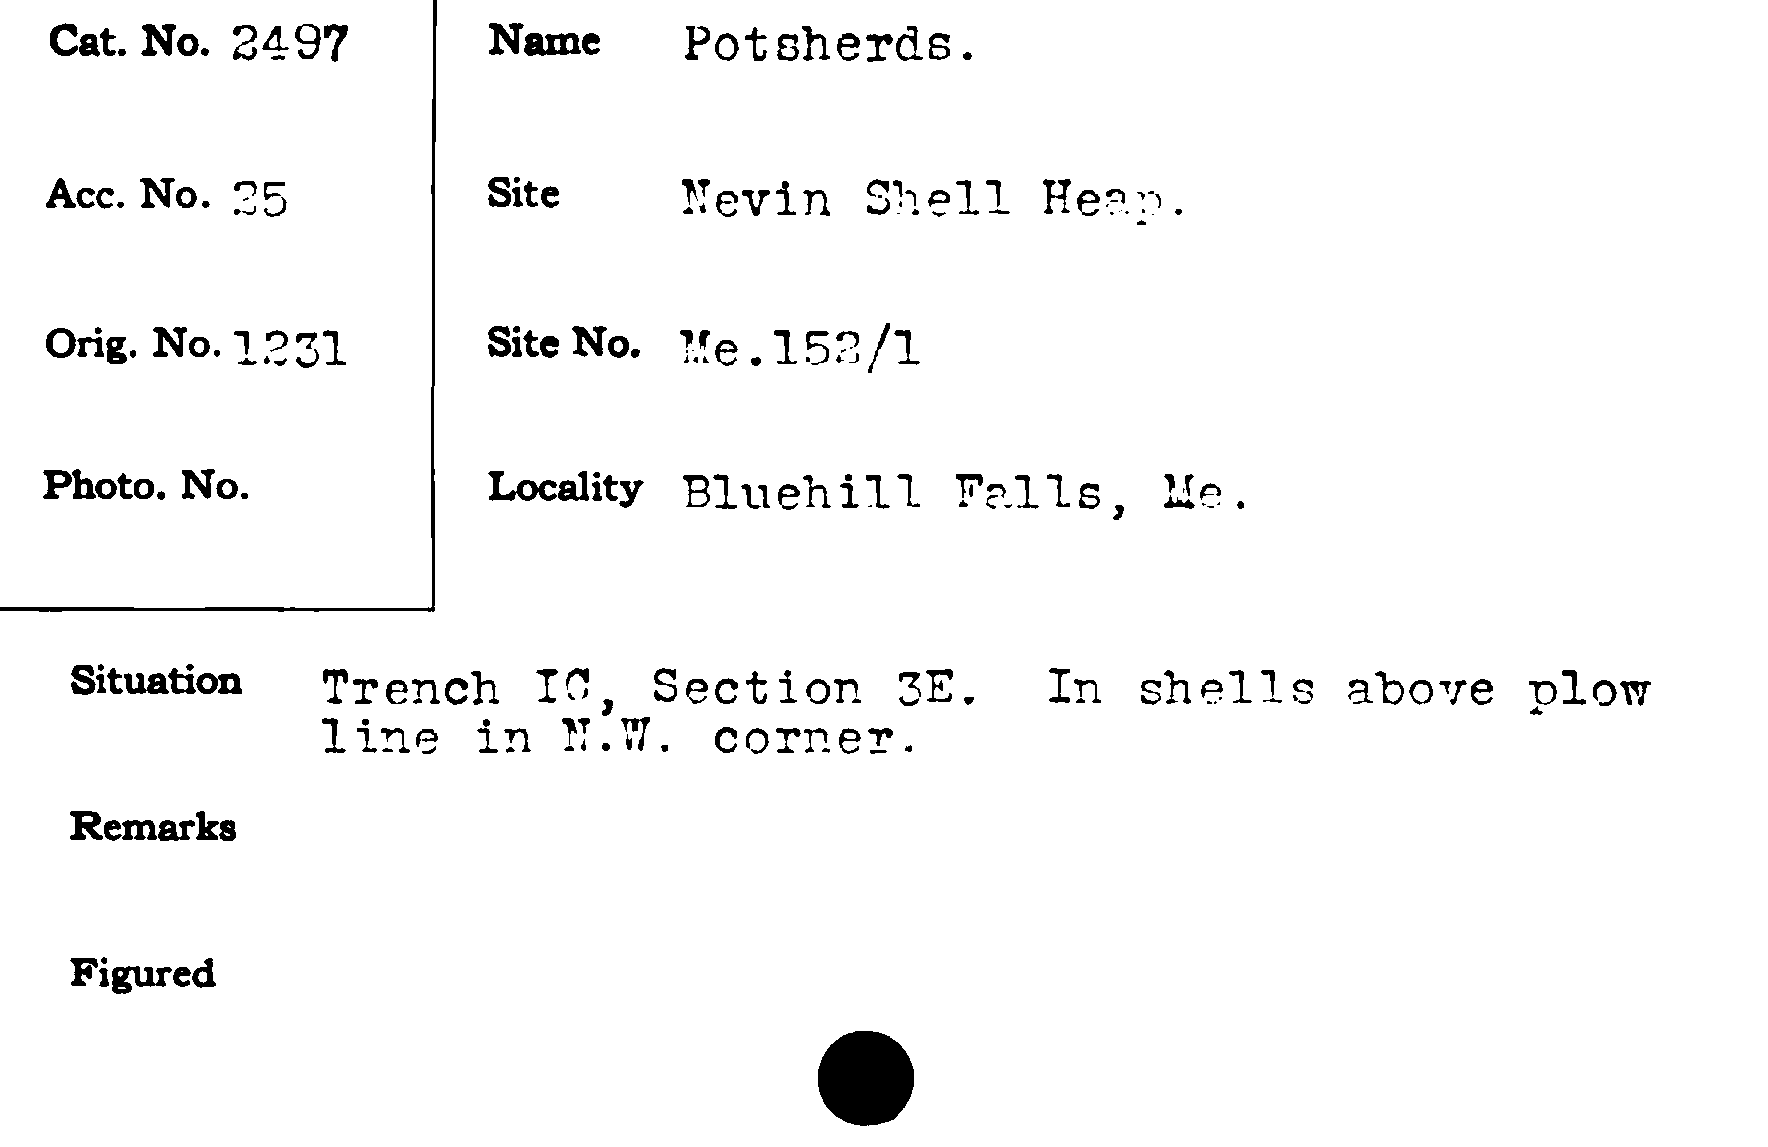 Cat. No. 2497
Name Potsherds.
Acc. No. 25
Site Nevin Shell Heap.
Orig. No. 1231
Site No. Me.152/1
Photo. No.
Locality Bluehill Falls, Me.
Situation Trench IC, Section 3E. In shells above plow
line in N.W. corner.
Remarks
Figured